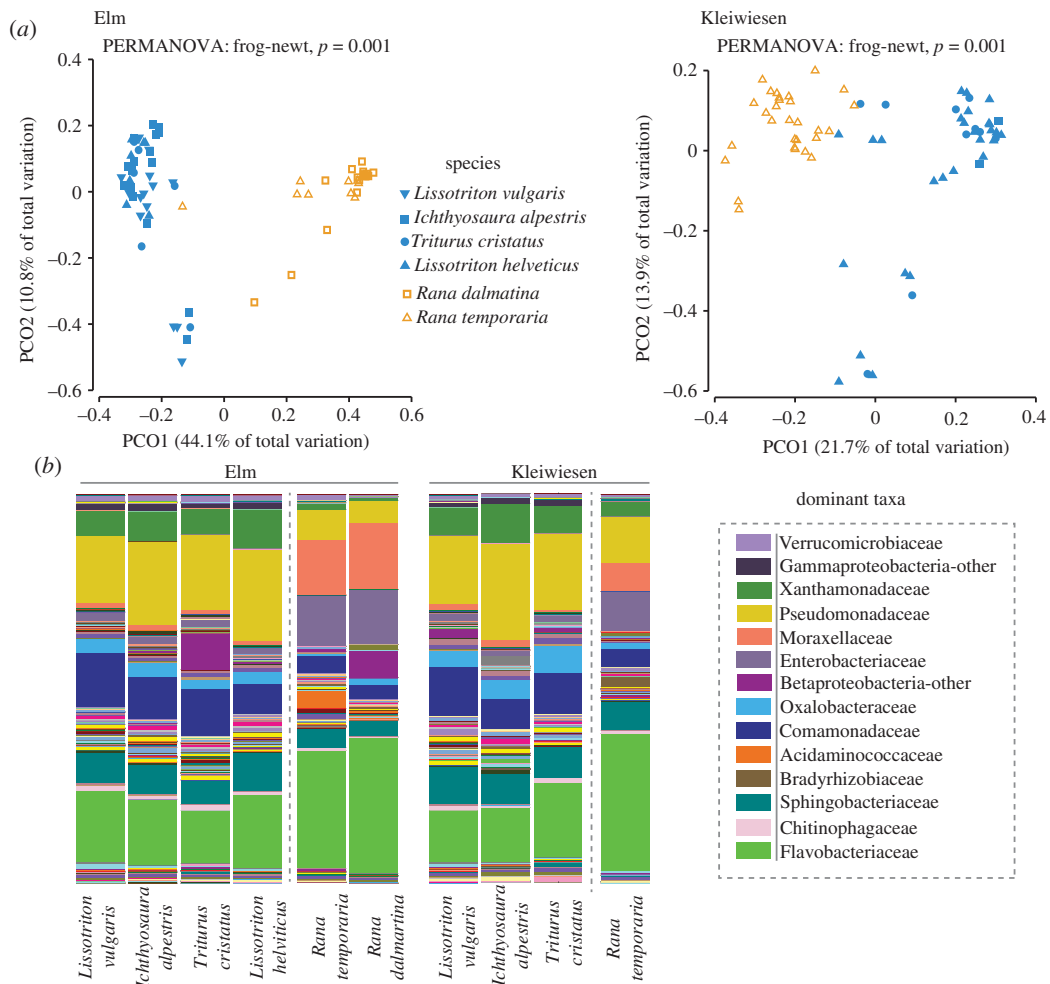 (a)
Elm
PERMANOVA: frog-newt, p = 0.001
0.4
0.2
0
–0.2
–0.4
–0.6
PCO2 (10.8% of total variation)
–0.4
–0.2
0
0.2
0.4
0.6
PCO1 (44.1% of total variation)
species
Lissotriton vulgaris
Ichthyosaura alpestris
Triturus cristatus
Lissotriton helveticus
Rana dalmatina
Rana temporaria
Kleiwiesen
PERMANOVA: frog-newt, p = 0.001
0.2
0
–0.2
–0.4
–0.6
PCO2 (13.9% of total variation)
–0.4
–0.2
0
0.2
0.4
PCO1 (21.7% of total variation)
(b)
Elm
Kleiwiesen
Lissotriton
vulgaris
Ichthyosaura
alpestris
Triturus
cristatus
Lissotriton
helviticus
Rana
temporaria
Rana
dalmartina
Lissotriton
vulgaris
Ichthyosaura
alpestris
Triturus
cristatus
Rana
temporaria
dominant taxa
Verrucomicrobiaceae
Gammaproteobacteria-other
Xanthamonadaceae
Pseudomonadaceae
Moraxellaceae
Enterobacteriaceae
Betaproteobacteria-other
Oxalobacteraceae
Comamonadaceae
Acidaminococcaceae
Bradyrhizobiaceae
Sphingobacteriaceae
Chitinophagaceae
Flavobacteriaceae